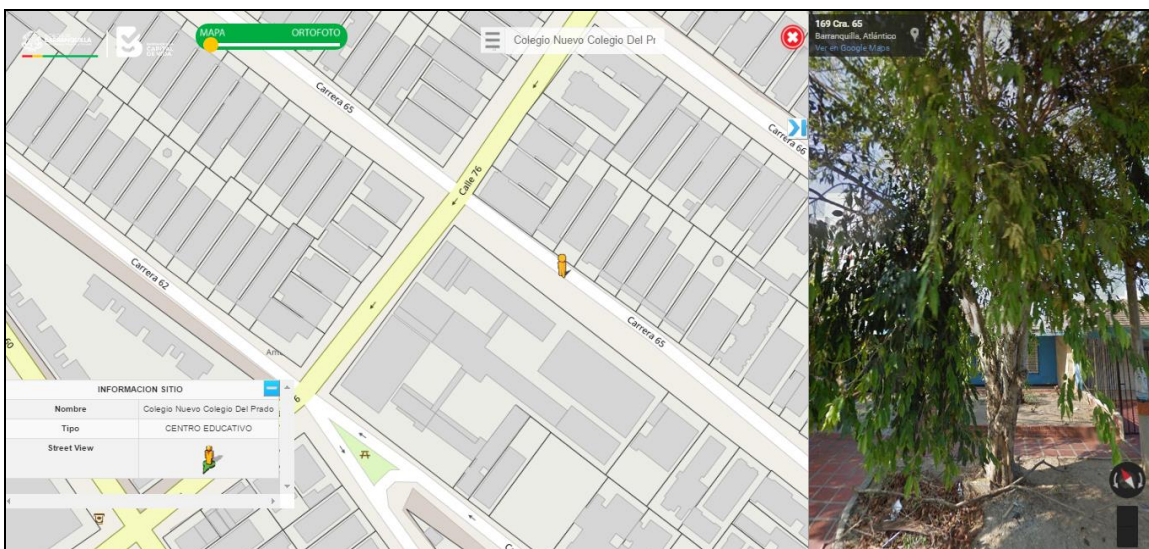 MAPA
ORTOFOTO
Colegio Nuevo Colegio Del Pr
169 Cra. 65
Barranquilla, Atlántico
Ver en Google Maps
Carrera 65
Carrera 66
Calle 76
Carrera 62
Carrera 65
60
INFORMACION SITIO
Nombre
Colegio Nuevo Colegio Del Prado
Tipo
CENTRO EDUCATIVO
Street View